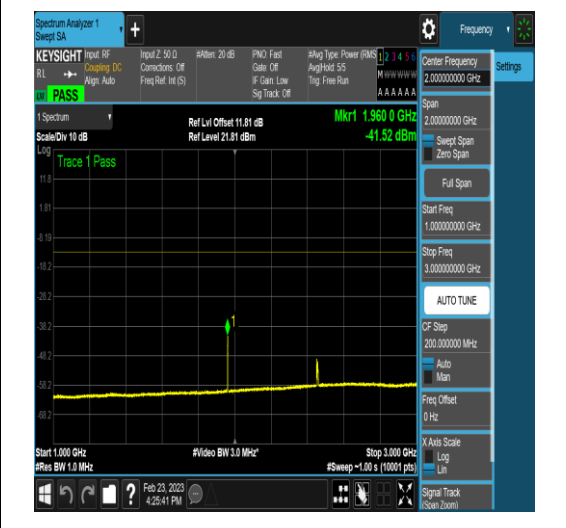 Spectrum Analyzer 1
Swept SA
Frequency
KEYSIGHT
RL
Input: RF
Coupling: DC
Align: Auto
Input Z: 50 Ω
Corrections: Off
Freq Ref: Int (S)
#Atten: 20 dB
PNO: Fast
Gate: Off
IF Gain: Low
Sig Track: Off
#Avg Type: Power (RMS)
Avg|Hold: 5/5
Trig: Free Run
1 2 3 4 5 6
M W W W W W
A A A A A A
PASS
1 Spectrum
Scale/Div 10 dB
Ref Lvl Offset 11.81 dB
Ref Level 21.81 dBm
Mkr1 1.960 0 GHz
-41.52 dBm
Log
Trace 1 Pass
11.8
1.81
-8.19
-18.2
-28.2
-38.2
-48.2
-58.2
-68.2
1
Start 1.000 GHz
#Res BW 1.0 MHz
#Video BW 3.0 MHz*
Stop 3.000 GHz
#Sweep ~1.00 s (10001 pts)
Feb 23, 2023
4:25:41 PM
Settings
Center Frequency
2.000000000 GHz
Span
2.00000000 GHz
Swept Span
Zero Span
Full Span
Start Freq
1.000000000 GHz
Stop Freq
3.000000000 GHz
AUTO TUNE
CF Step
200.000000 MHz
Auto
Man
Freq Offset
0 Hz
X Axis Scale
Log
Lin
Signal Track
(Span Zoom)